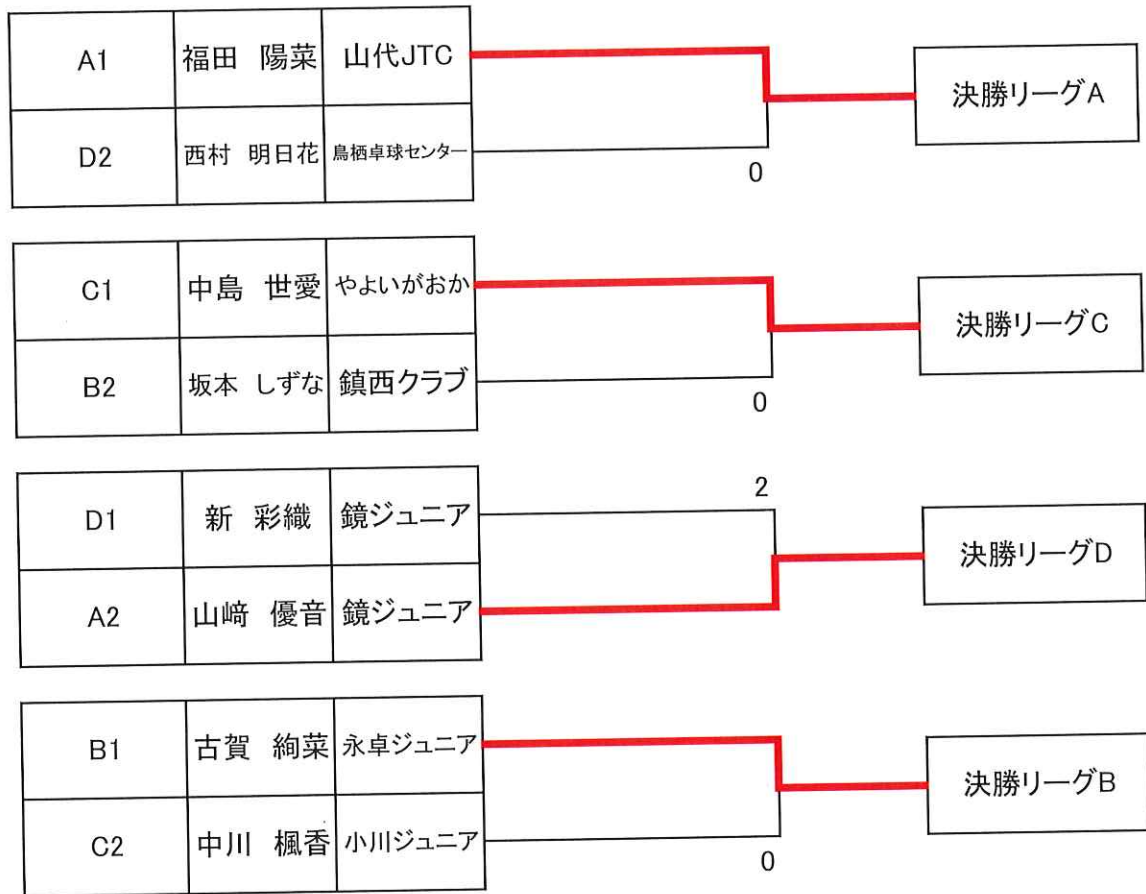 A1 福田 陽菜 山代JTC 決勝リーグA
D2 西村 明日花 鳥栖卓球センター
0
C1 中島 世愛 やよいがおか 決勝リーグC
B2 坂本 しずな 鎮西クラブ
0
2
D1 新 彩織 鏡ジュニア 決勝リーグD
A2 山﨑 優音 鏡ジュニア
B1 古賀 絢菜 永卓ジュニア 決勝リーグB
C2 中川 楓香 小川ジュニア
0